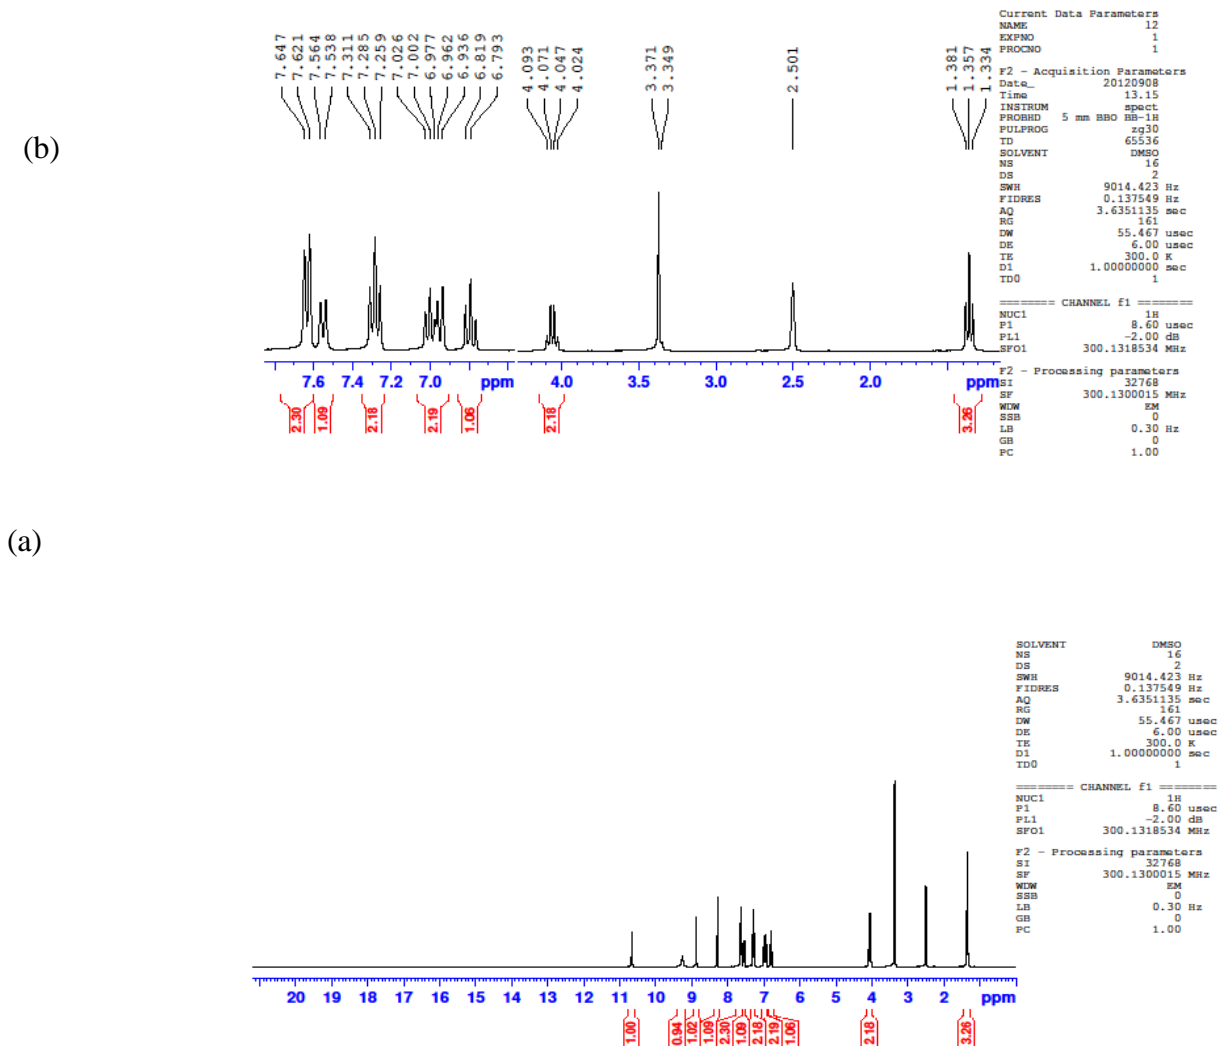 (b)
7.647
7.621
7.564
7.538
7.311
7.285
7.259
7.026
7.002
6.977
6.962
6.936
6.819
6.793
4.093
4.071
4.047
4.024
3.371
3.349
2.501
1.381
1.357
1.334
Current Data Parameters
NAME 12
EXPNO 1
PROCNO 1
F2 - Acquisition Parameters
Date_ 20120908
Time 13.15
INSTRUM spect
PROBHD 5 mm BBO BB-1H
PULPROG zg30
TD 65536
SOLVENT DMSO
NS 16
DS 2
SWH 9014.423 Hz
FIDRES 0.137549 Hz
AQ 3.6351135 sec
RG 161
DW 55.467 usec
DE 6.00 usec
TE 300.0 K
D1 1.00000000 sec
TD0 1
======== CHANNEL f1 ========
NUC1 1H
P1 8.60 usec
PL1 -2.00 dB
SFO1 300.1318534 MHz
F2 - Processing parameters
SI 32768
SF 300.1300015 MHz
WDW EM
SSB 0
LB 0.30 Hz
GB 0
PC 1.00
7.6 7.4 7.2 7.0 ppm 4.0 3.5 3.0 2.5 2.0 ppm
2.30 1.09 2.18 2.19 1.06 2.18 3.26
(a)
SOLVENT DMSO
NS 16
DS 2
SWH 9014.423 Hz
FIDRES 0.137549 Hz
AQ 3.6351135 sec
RG 161
DW 55.467 usec
DE 6.00 usec
TE 300.0 K
D1 1.00000000 sec
TD0 1
======== CHANNEL f1 ========
NUC1 1H
P1 8.60 usec
PL1 -2.00 dB
SFO1 300.1318534 MHz
F2 - Processing parameters
SI 32768
SF 300.1300015 MHz
WDW EM
SSB 0
LB 0.30 Hz
GB 0
PC 1.00
20 19 18 17 16 15 14 13 12 11 10 9 8 7 6 5 4 3 2 ppm
1.00 0.94 1.02 1.09 2.30 1.09 2.18 2.19 1.06 2.18 3.26